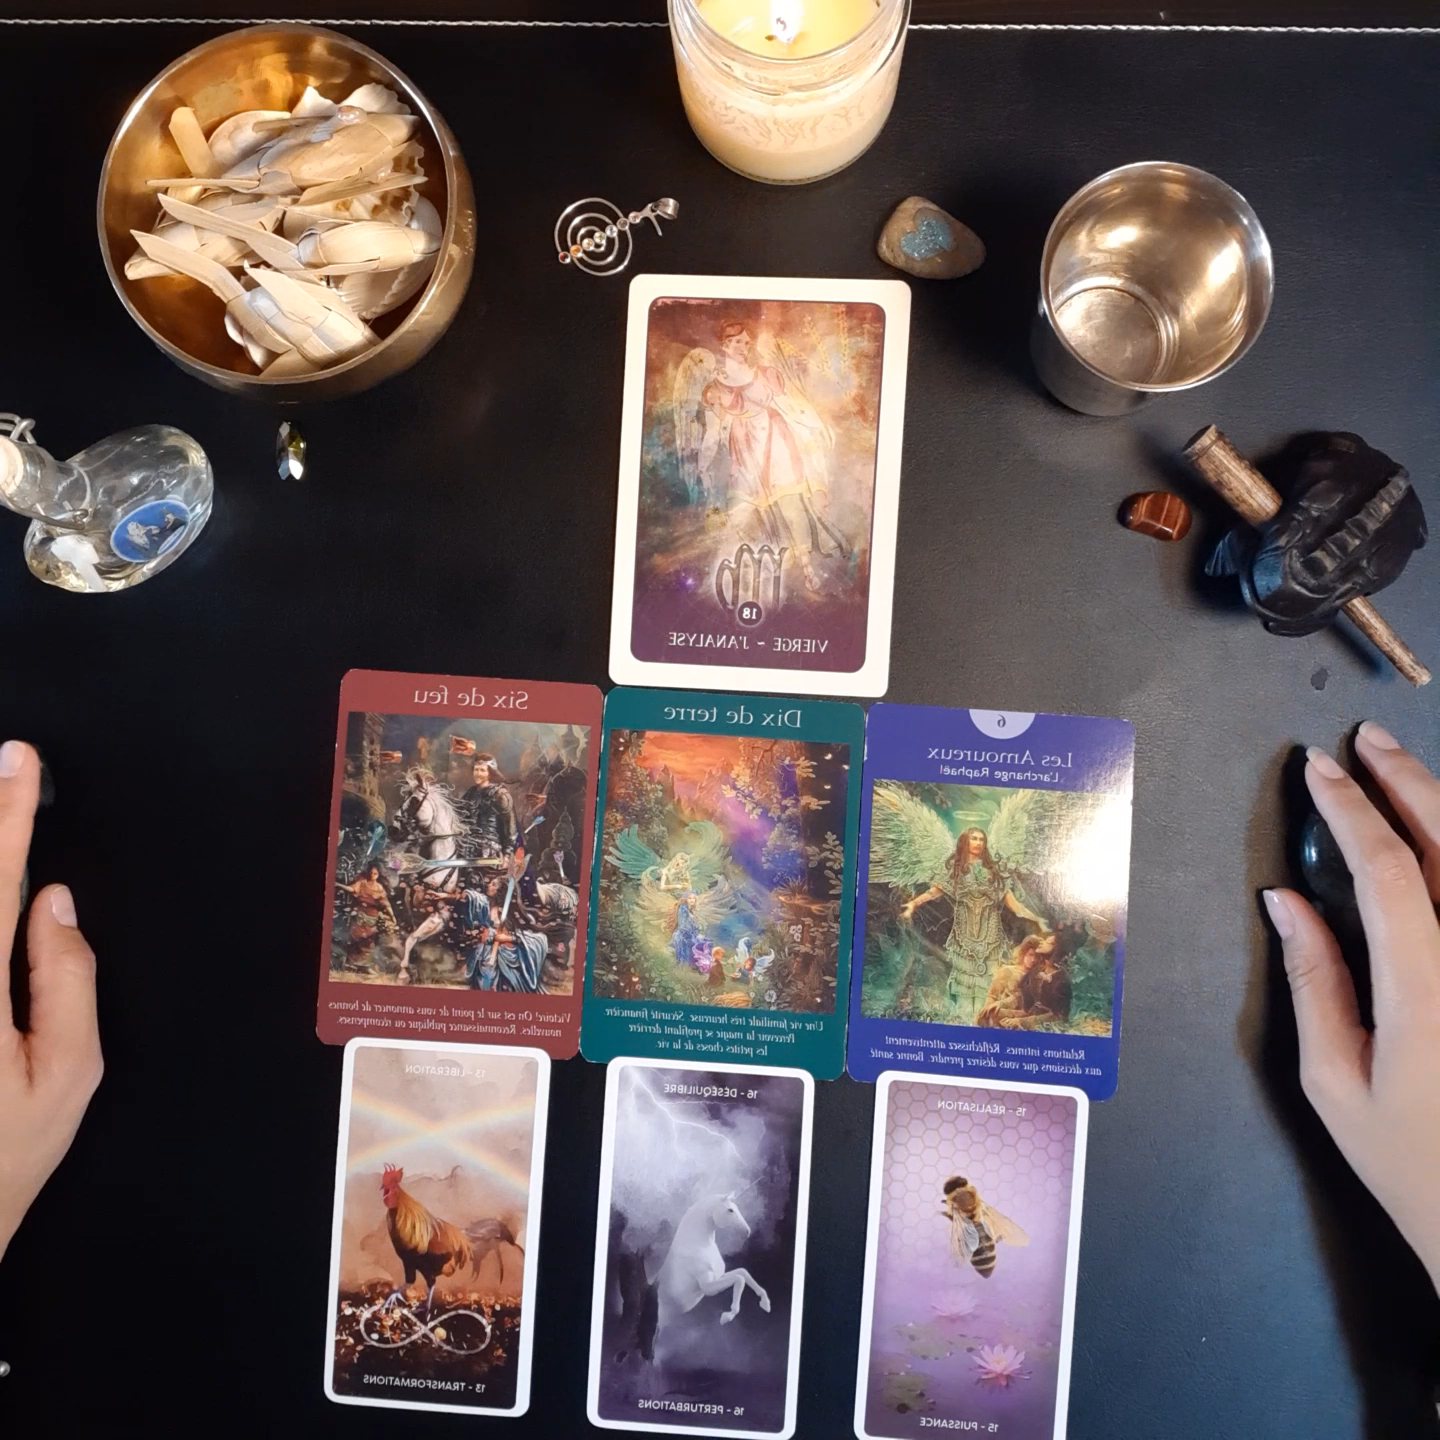 18
VIERGE ~ J'ANALYSE
Six de feu
Victoire! On est sur le point de vous annoncer de bonnes
nouvelles. Reconnaissance publique ou récompenses.
Dix de terre
Une vie familiale très heureuse. Sécurité financière
Percevoir la magie se profilant derrière
les petites choses de la vie.
6
Les Amoureux
L'archange Raphaël
Relations intimes. Réfléchissez attentivement
aux décisions que vous désirez prendre. Bonne santé
13 - LIBÉRATION
13 - TRANSFORMATIONS
16 - DÉSÉQUILIBRE
16 - PERTURBATIONS
15 - RÉALISATION
15 - PUISSANCE